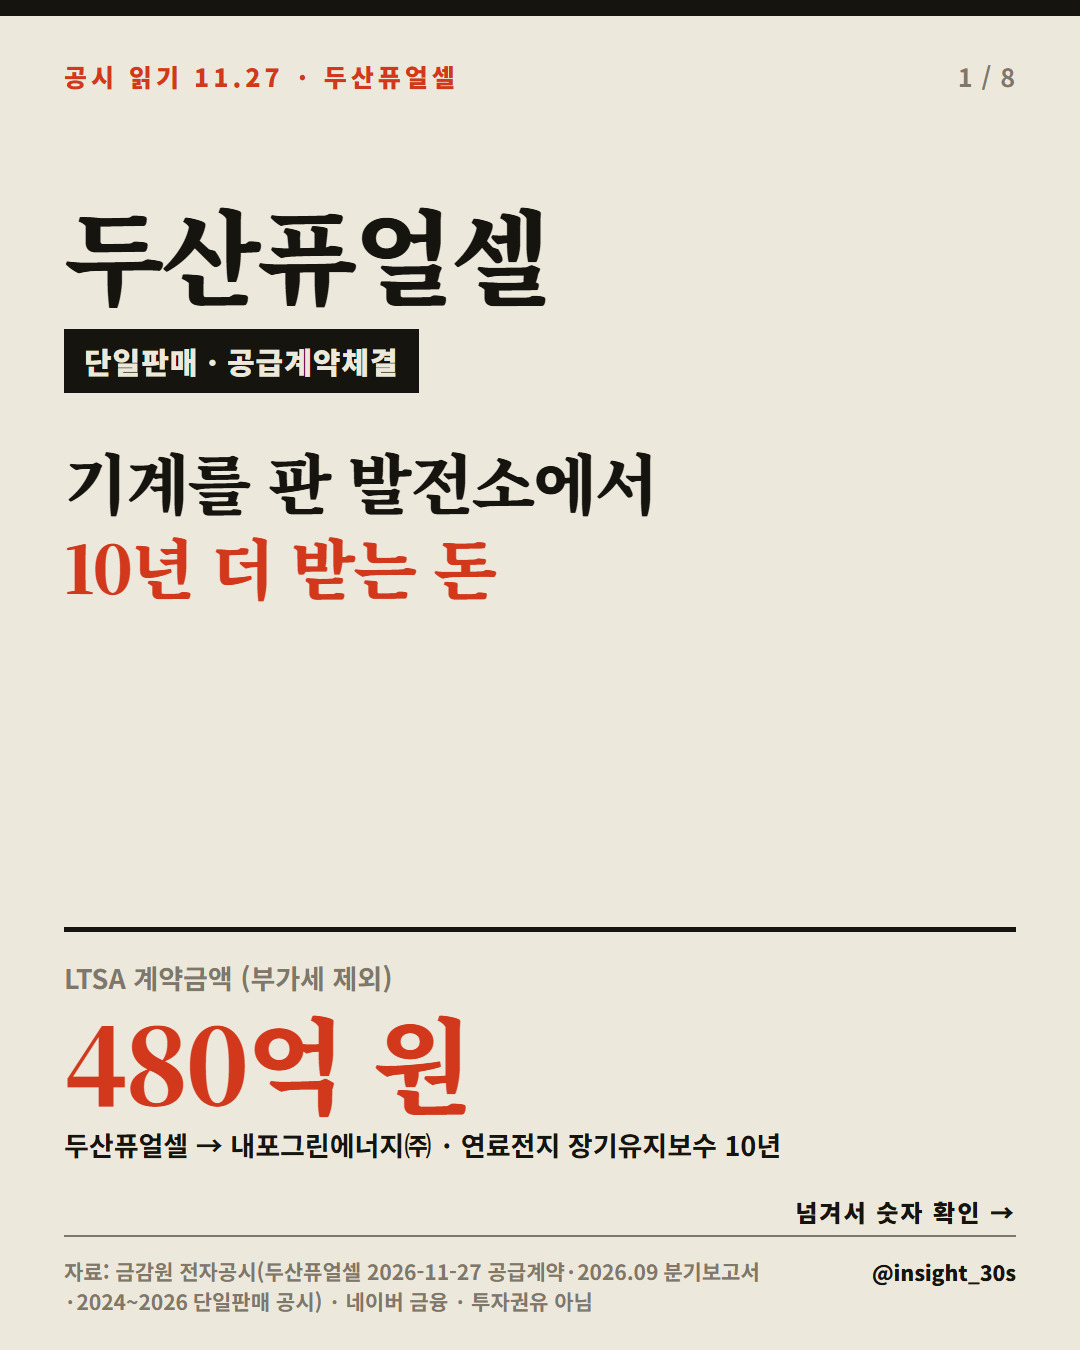 공시 읽기 11.27 · 두산퓨얼셀
1 / 8
두산퓨얼셀
단일판매 · 공급계약체결
기계를 판 발전소에서
10년 더 받는 돈
LTSA 계약금액 (부가세 제외)
480억 원
두산퓨얼셀 → 내포그린에너지㈜ · 연료전지 장기유지보수 10년
넘겨서 숫자 확인 →
자료: 금감원 전자공시(두산퓨얼셀 2026-11-27 공급계약·2026.09 분기보고서
·2024~2026 단일판매 공시) · 네이버 금융 · 투자권유 아님
@insight_30s